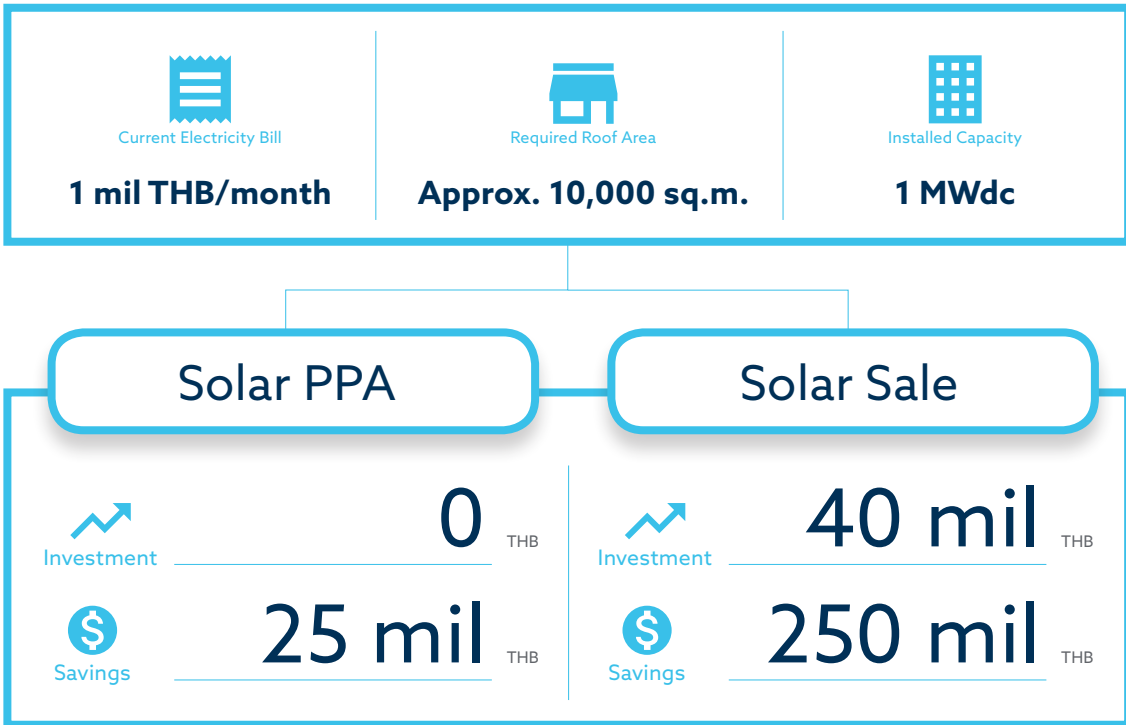 Current Electricity Bill
1 mil THB/month
Required Roof Area
Approx. 10,000 sq.m.
Installed Capacity
1 MWdc
Solar PPA
Investment 0 THB
Savings 25 mil THB
Solar Sale
Investment 40 mil THB
Savings 250 mil THB